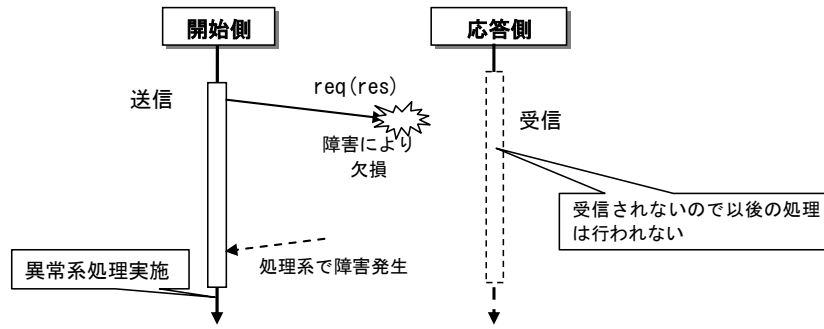 開始側
応答側
送信
req(res)
受信
障害により
欠損
受信されないので以後の処理
は行われない
異常系処理実施
処理系で障害発生